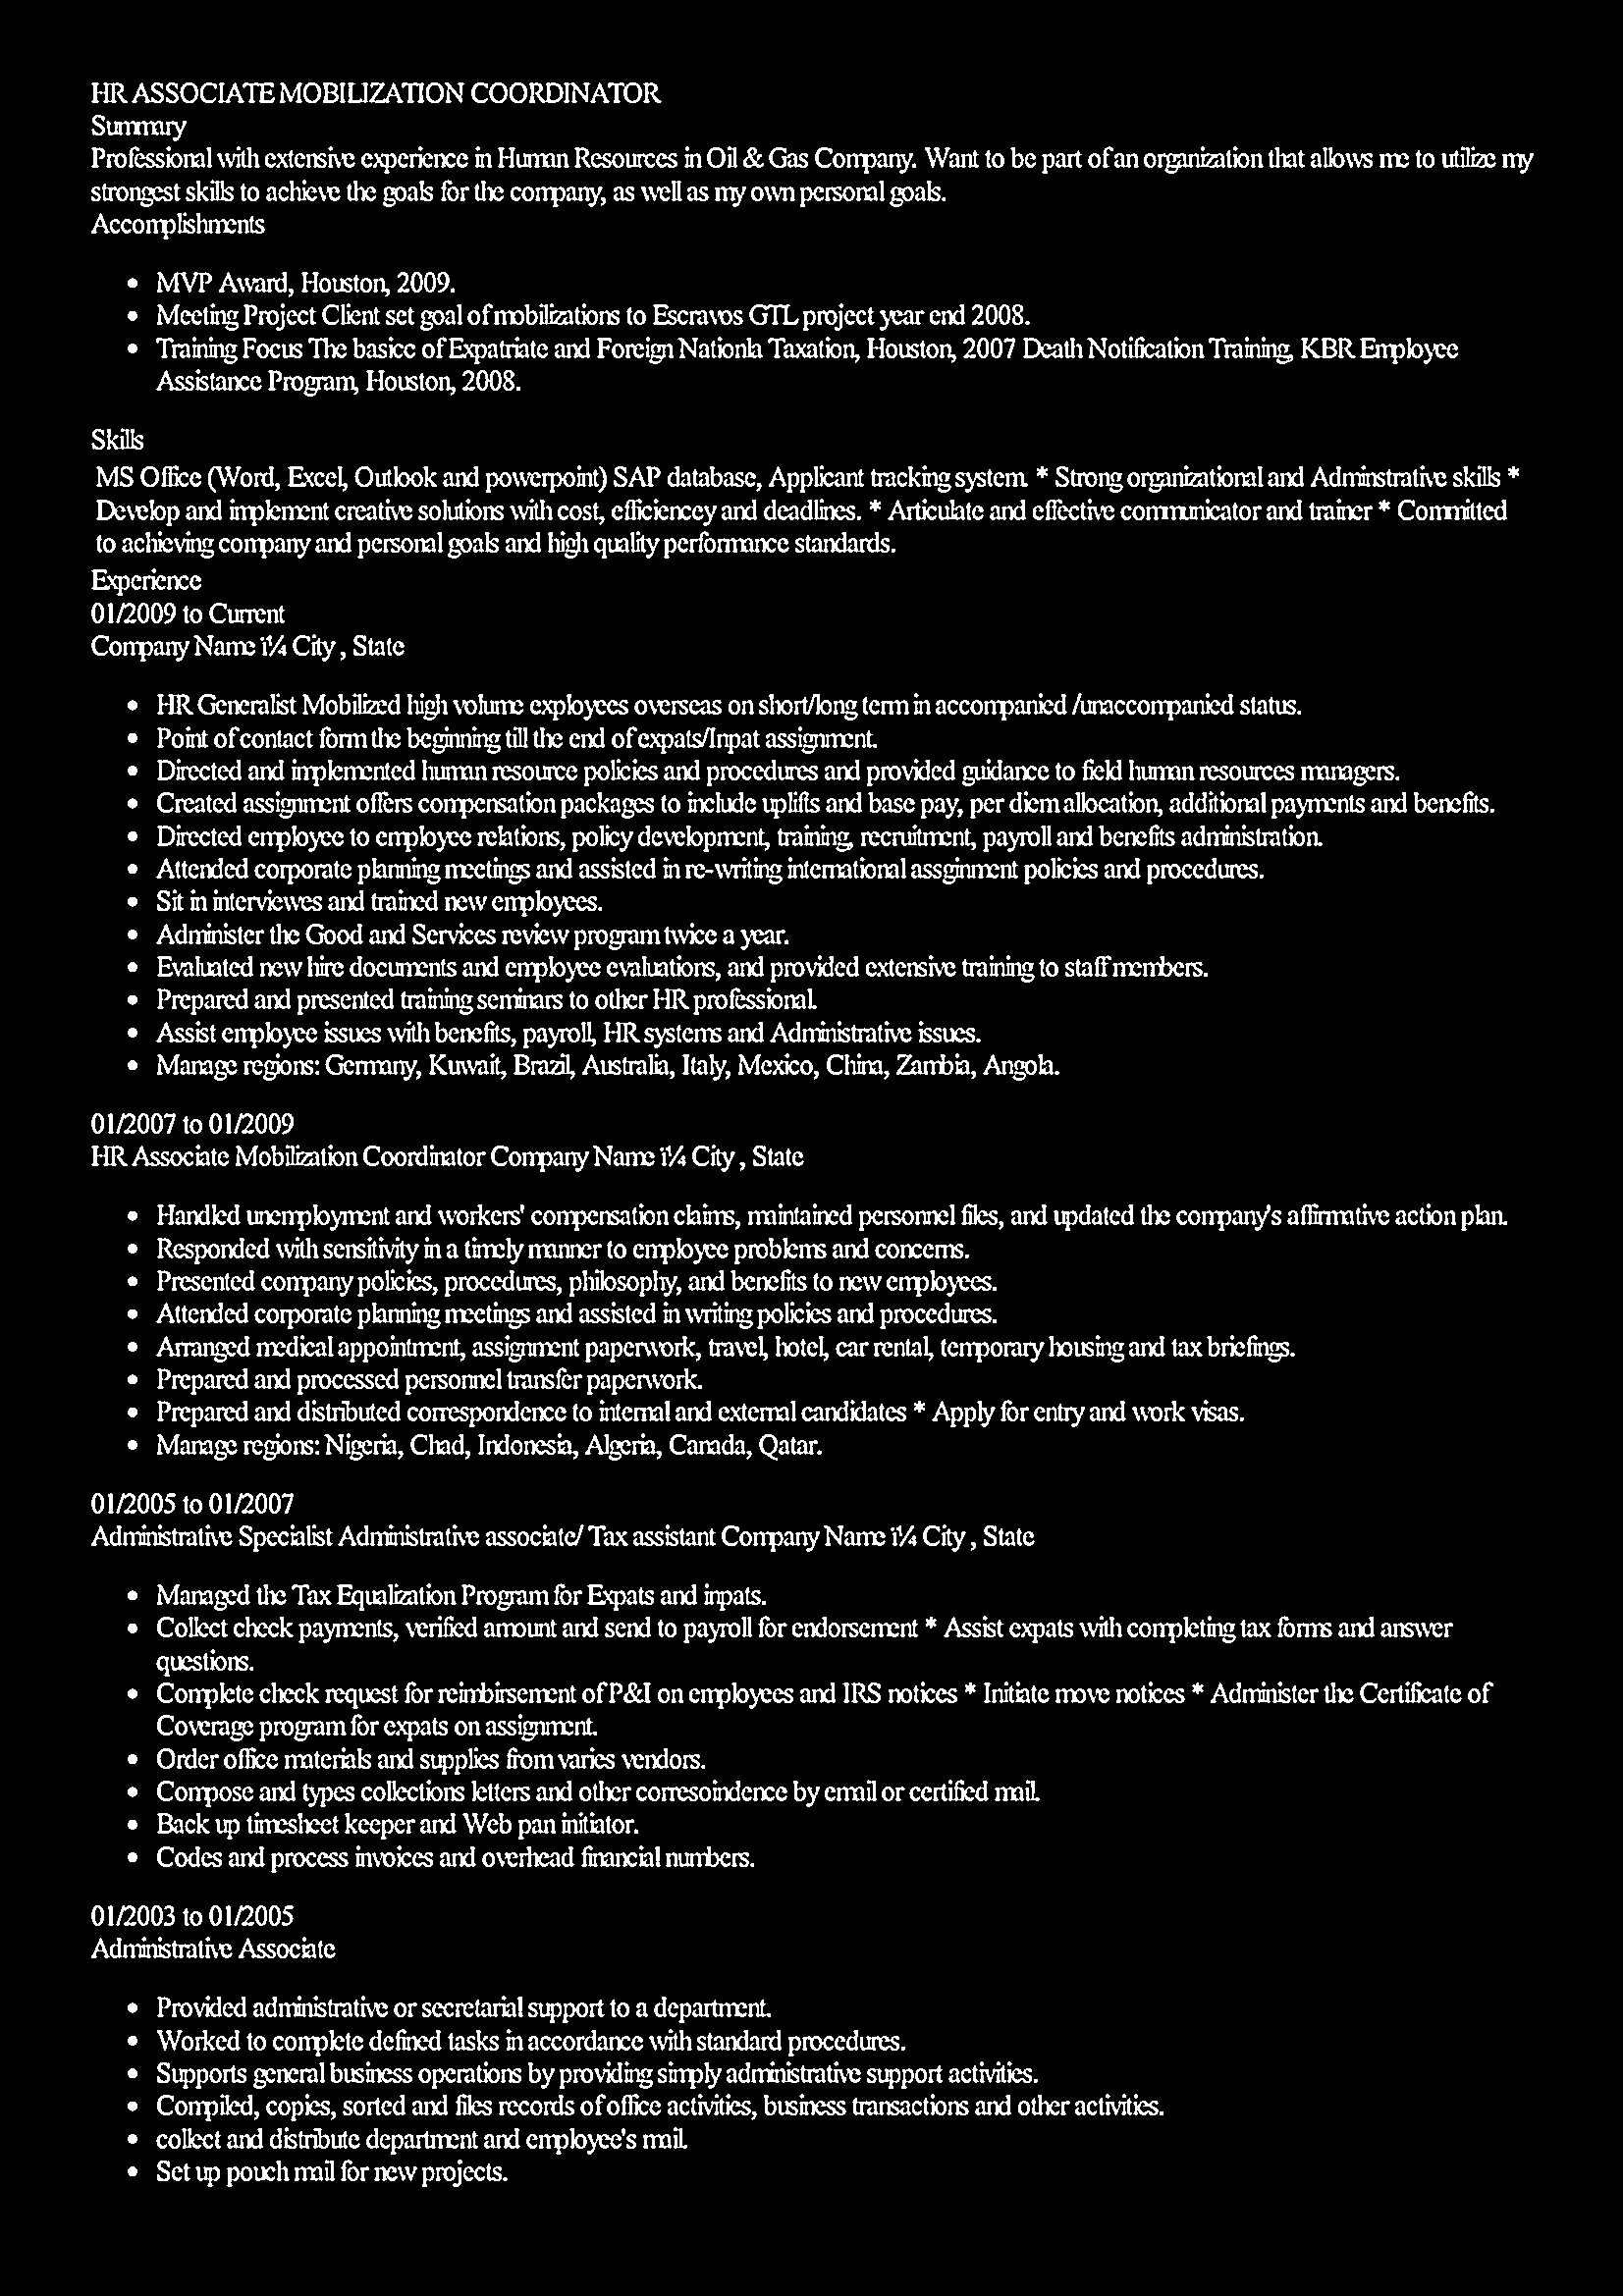 HR ASSOCIATE MOBILIZATION COORDINATOR
Summary
Professional with extensive experience in Human Resources in Oil & Gas Company. Want to be part of an organization that allows me to utilize my
strongest skills to achieve the goals for the company, as well as my own personal goals.
Accomplishments
• MVP Award, Houston, 2009.
• Meeting Project Client set goal of mobilizations to Escravos GTL project year end 2008.
• Training Focus The basicc of Expatriate and Foreign Nationla Taxation, Houston, 2007 Death Notification Training, KBR Employee
Assistance Program, Houston, 2008.
Skills
MS Office (Word, Excel, Outlook and powerpoint) SAP database, Applicant tracking system. * Strong organizational and Adminstrative skills *
Develop and implement creative solutions with cost, efficiencey and deadlines. * Articulate and effective communicator and trainer * Committed
to achieving company and personal goals and high quality performance standards.
Experience
01/2009 to Current
Company Name ï¼ City , State
• HR Generalist Mobilized high volume exployees overseas on short/long term in accompanied /unaccompanied status.
• Point of contact form the beginning till the end of expats/Inpat assignment.
• Directed and implemented human resource policies and procedures and provided guidance to field human resources managers.
• Created assignment offers compensation packages to include uplifts and base pay, per diem allocation, additional payments and benefits.
• Directed employee to employee relations, policy development, training, recruitment, payroll and benefits administration.
• Attended corporate planning meetings and assisted in re-writing international assginment policies and procedures.
• Sit in interviewes and trained new employees.
• Administer the Good and Services review program twice a year.
• Evaluated new hire documents and employee evaluations, and provided extensive training to staff members.
• Prepared and presented training seminars to other HR professional.
• Assist employee issues with benefits, payroll, HR systems and Administrative issues.
• Manage regions: Germany, Kuwait, Brazil, Australia, Italy, Mexico, China, Zambia, Angola.
01/2007 to 01/2009
HR Associate Mobilization Coordinator Company Name ï¼ City , State
• Handled unemployment and workers' compensation claims, maintained personnel files, and updated the company's affirmative action plan.
• Responded with sensitivity in a timely manner to employee problems and concerns.
• Presented company policies, procedures, philosophy, and benefits to new employees.
• Attended corporate planning meetings and assisted in writing policies and procedures.
• Arranged medical appointment, assignment paperwork, travel, hotel, car rental, temporary housing and tax briefings.
• Prepared and processed personnel transfer paperwork.
• Prepared and distributed correspondence to internal and external candidates * Apply for entry and work visas.
• Manage regions: Nigeria, Chad, Indonesia, Algeria, Canada, Qatar.
01/2005 to 01/2007
Administrative Specialist Administrative associate/ Tax assistant Company Name ï¼ City , State
• Managed the Tax Equalization Program for Expats and inpats.
• Collect check payments, verified amount and send to payroll for endorsement * Assist expats with completing tax forms and answer
questions.
• Complete check request for reimbirsement of P&I on employees and IRS notices * Initiate move notices * Administer the Certificate of
Coverage program for expats on assignment.
• Order office materials and supplies from varies vendors.
• Compose and types collections letters and other corresoindence by email or certified mail.
• Back up timesheet keeper and Web pan initiator.
• Codes and process invoices and overhead financial numbers.
01/2003 to 01/2005
Administrative Associate
• Provided administrative or secretarial support to a department.
• Worked to complete defined tasks in accordance with standard procedures.
• Supports general business operations by providing simply administrative support activities.
• Compiled, copies, sorted and files records of office activities, business transactions and other activities.
• collect and distribute department and employee's mail.
• Set up pouch mail for new projects.